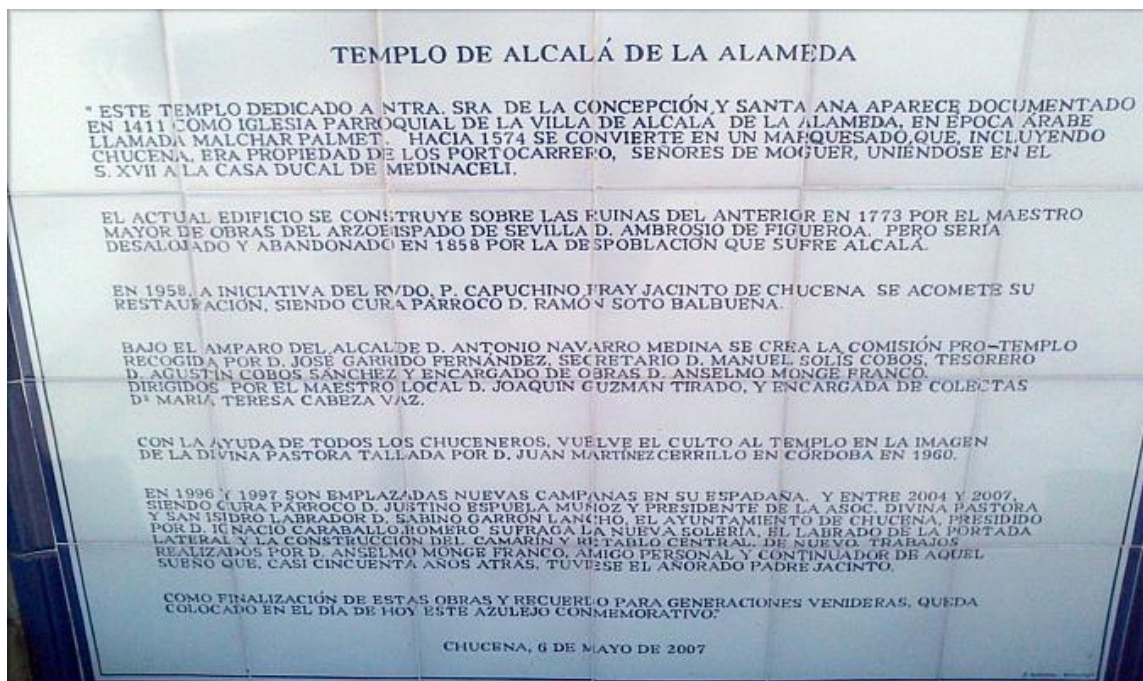 TEMPLO DE ALCALÁ DE LA ALAMEDA
" ESTE TEMPLO DEDICADO A NTRA. SRA DE LA CONCEPCIÓN Y SANTA ANA APARECE DOCUMENTADO
EN 1411 COMO IGLESIA PARROQUIAL DE LA VILLA DE ALCALÁ DE LA ALAMEDA, EN EPOCA ÁRABE
LLAMADA MALCHAR PALMET. HACIA 1574 SE CONVIERTE EN UN MARQUESADO QUE, INCLUYENDO
CHUCENA, ERA PROPIEDAD DE LOS PORTOCARRERO, SEÑORES DE MOGUER, UNIÉNDOSE EN EL
S. XVII A LA CASA DUCAL DE MEDINACELI.
EL ACTUAL EDIFICIO SE CONSTRUYE SOBRE LAS RUINAS DEL ANTERIOR EN 1773 POR EL MAESTRO
MAYOR DE OBRAS DEL ARZOBISPADO DE SEVILLA D. AMBROSIO DE FIGUEROA. PERO SERÍA
DESALOJADO Y ABANDONADO EN 1858 POR LA DESPOBLACIÓN QUE SUFRE ALCALÁ.
EN 1958, A INICIATIVA DEL RVDO, P. CAPUCHINO FRAY JACINTO DE CHUCENA SE ACOMETE SU
RESTAURACIÓN, SIENDO CURA PÁRROCO D. RAMÓN SOTO BALBUENA.
BAJO EL AMPARO DEL ALCALDE D. ANTONIO NAVARRO MEDINA SE CREA LA COMISIÓN PRO-TEMPLO
RECOGIDA POR D. JOSÉ GARRIDO FERNÁNDEZ, SECRETARIO D. MANUEL SOLÍS COBOS, TESORERO
D. AGUSTÍN COBOS SÁNCHEZ Y ENCARGADO DE OBRAS D. ANSELMO MONGE FRANCO.
DIRIGIDOS POR EL MAESTRO LOCAL D. JOAQUÍN GUZMÁN TIRADO, Y ENCARGADA DE COLECTAS
Dª MARÍA TERESA CABEZA VAZ.
CON LA AYUDA DE TODOS LOS CHUCENEROS, VUELVE EL CULTO AL TEMPLO EN LA IMAGEN
DE LA DIVINA PASTORA TALLADA POR D. JUAN MARTÍNEZ CERRILLO EN CÓRDOBA EN 1960.
EN 1996 Y 1997 SON EMPLAZADAS NUEVAS CAMPANAS EN SU ESPADAÑA. Y ENTRE 2004 Y 2007,
SIENDO CURA PÁRROCO D. JUSTINO ESPUELA MUÑOZ Y PRESIDENTE DE LA ASOC. DIVINA PASTORA
Y SAN ISIDRO LABRADOR D. SABINO GARRÓN LANCHO, EL AYUNTAMIENTO DE CHUCENA, PRESIDIDO
POR D. IGNACIO CARABALLO ROMERO SUFRAGA LA NUEVA SOLERÍA, EL LABRADO DE LA PORTADA
LATERAL Y LA CONSTRUCCIÓN DEL CAMARÍN Y RETABLO CENTRAL. DE NUEVO, TRABAJOS
REALIZADOS POR D. ANSELMO MONGE FRANCO, AMIGO PERSONAL Y CONTINUADOR DE AQUEL
SUEÑO QUE, CASI CINCUENTA AÑOS ATRÁS, TUVIESE EL AÑORADO PADRE JACINTO.
COMO FINALIZACIÓN DE ESTAS OBRAS Y RECUERDO PARA GENERACIONES VENIDERAS, QUEDA
COLOCADO EN EL DÍA DE HOY ESTE AZULEJO CONMEMORATIVO."
CHUCENA, 6 DE MAYO DE 2007